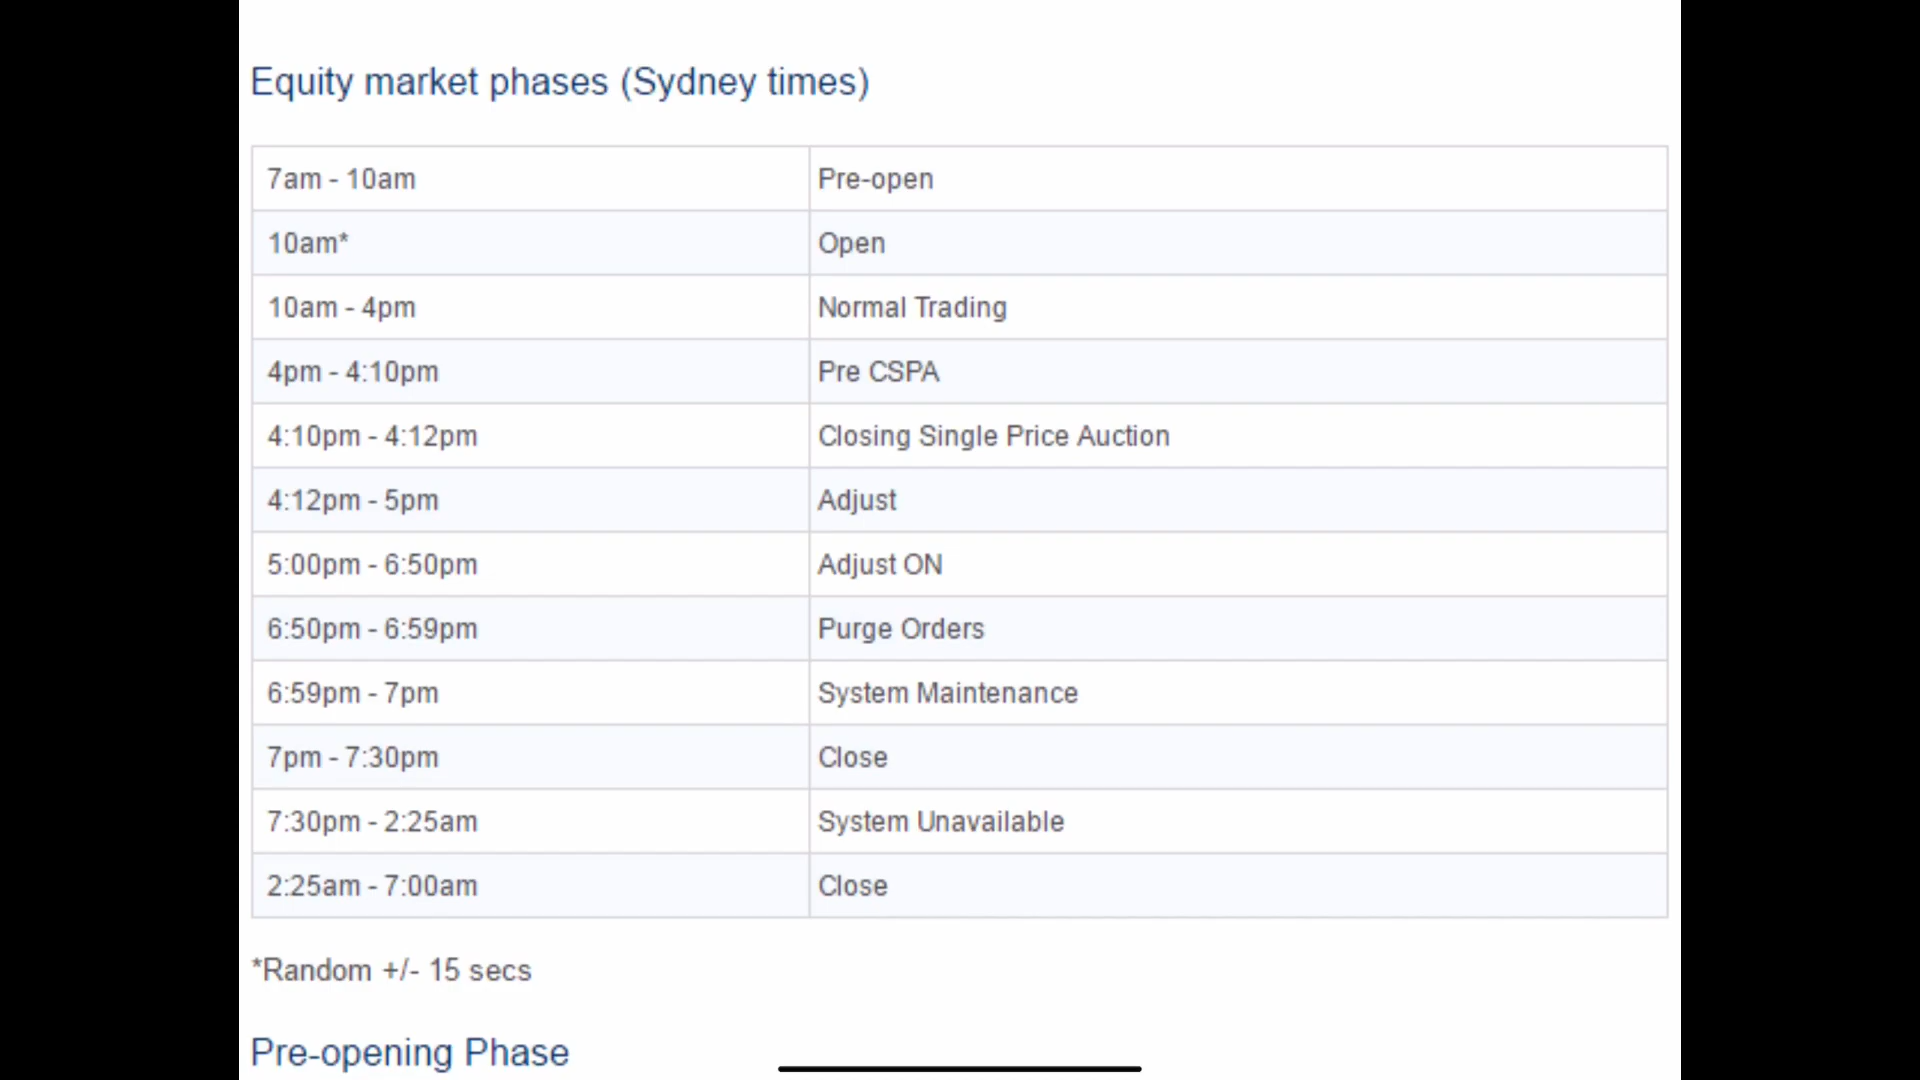 Equity market phases (Sydney times)
7am - 10am Pre-open
10am* Open
10am - 4pm Normal Trading
4pm - 4:10pm Pre CSPA
4:10pm - 4:12pm Closing Single Price Auction
4:12pm - 5pm Adjust
5:00pm - 6:50pm Adjust ON
6:50pm - 6:59pm Purge Orders
6:59pm - 7pm System Maintenance
7pm - 7:30pm Close
7:30pm - 2:25am System Unavailable
2:25am - 7:00am Close
*Random +/- 15 secs
Pre-opening Phase